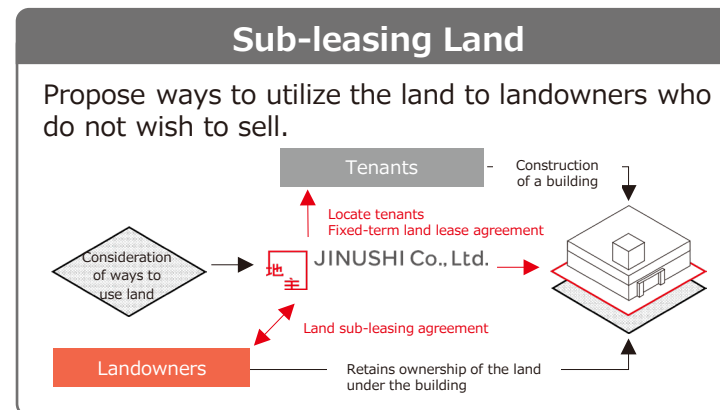 Sub-leasing Land
Propose ways to utilize the land to landowners who
do not wish to sell.
Tenants
Construction
of a building
Locate tenants
Fixed-term land lease agreement
Consideration
of ways to
use land
地主
JINUSHI Co., Ltd.
Land sub-leasing agreement
Landowners
Retains ownership of the land
under the building